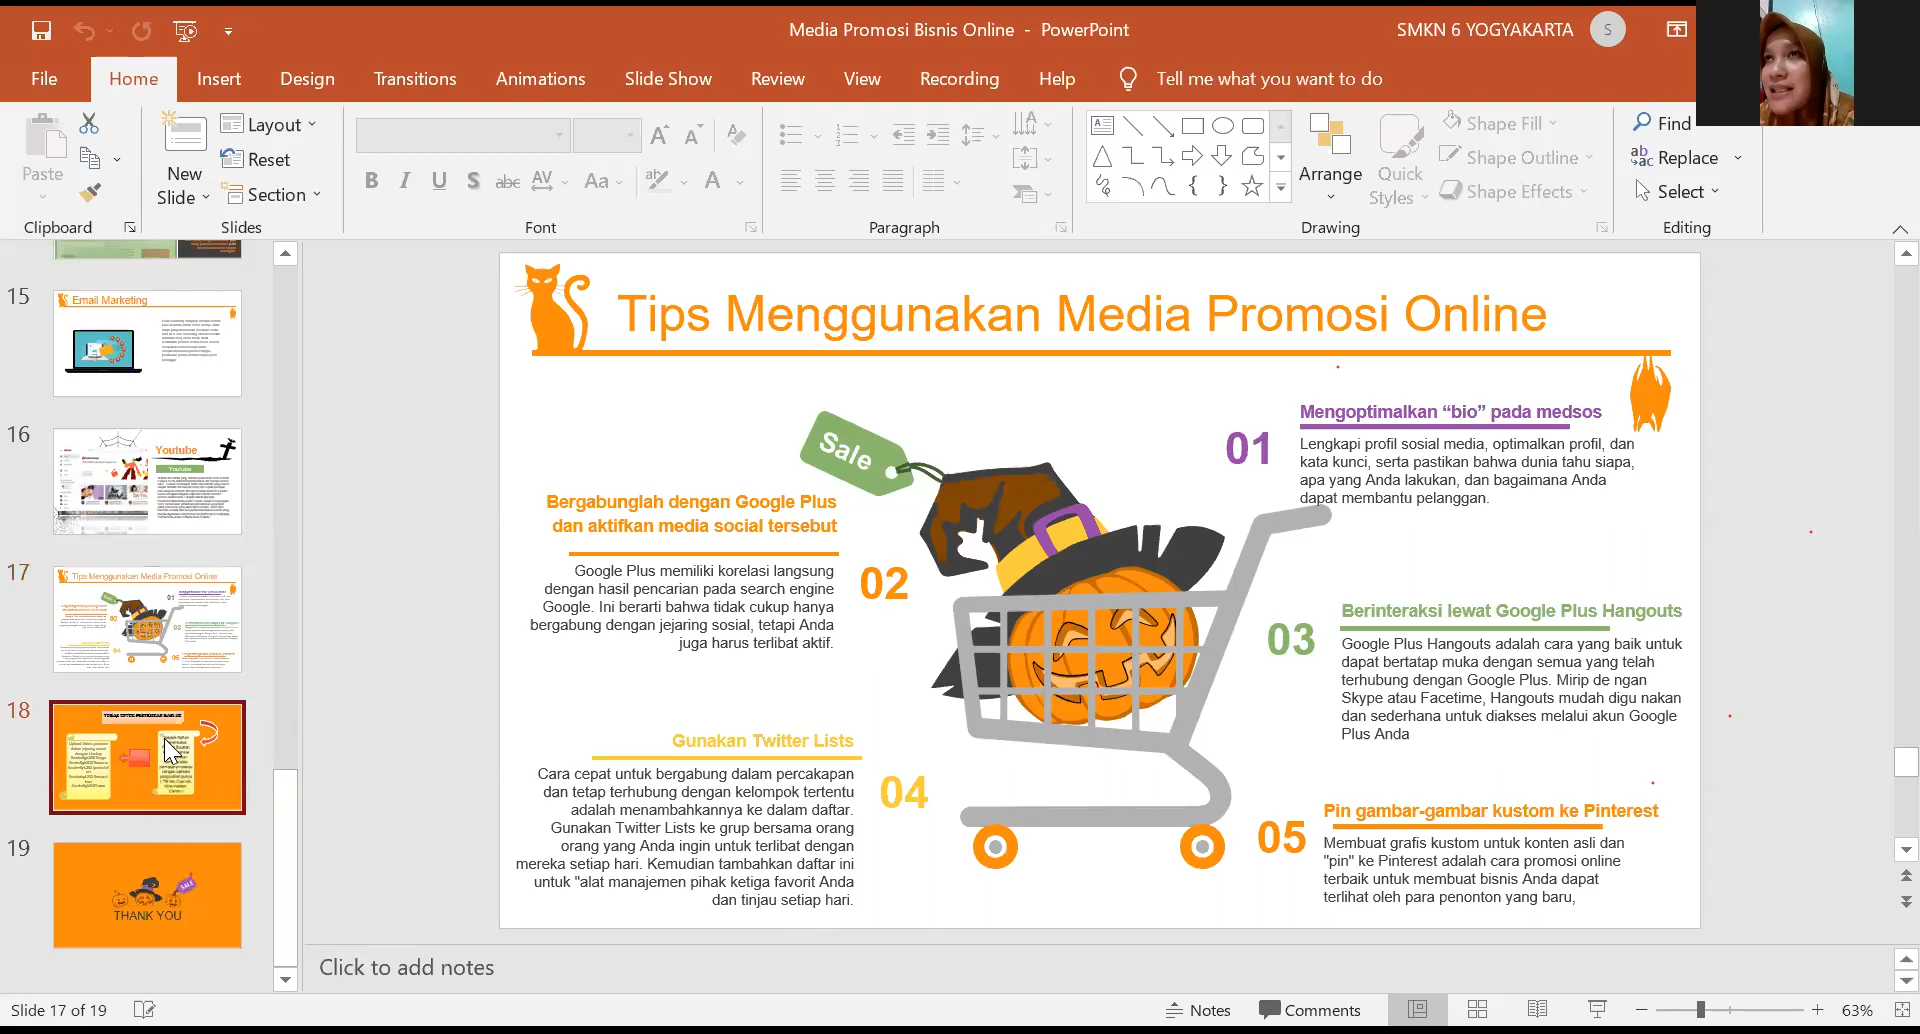 Media Promosi Bisnis Online - PowerPoint
SMKN 6 YOGYAKARTA
S
File
Home
Insert
Design
Transitions
Animations
Slide Show
Review
View
Recording
Help
Tell me what you want to do
Paste
Clipboard
New
Slide
Layout
Reset
Section
Slides
Font
Paragraph
Arrange
Quick
Styles
Shape Fill
Shape Outline
Shape Effects
Drawing
Find
Replace
Select
Editing
15
Email Marketing
16
Youtube
Youtube
17
Tips Menggunakan Media Promosi Online
18
19
THANK YOU
Tips Menggunakan Media Promosi Online
Sale
01
Mengoptimalkan “bio” pada medsos
Lengkapi profil sosial media, optimalkan profil, dan
kata kunci, serta pastikan bahwa dunia tahu siapa,
apa yang Anda lakukan, dan bagaimana Anda
dapat membantu pelanggan.
Bergabunglah dengan Google Plus
dan aktifkan media social tersebut
02
Google Plus memiliki korelasi langsung
dengan hasil pencarian pada search engine
Google. Ini berarti bahwa tidak cukup hanya
bergabung dengan jejaring sosial, tetapi Anda
juga harus terlibat aktif.
03
Berinteraksi lewat Google Plus Hangouts
Google Plus Hangouts adalah cara yang baik untuk
dapat bertatap muka dengan semua yang telah
terhubung dengan Google Plus. Mirip de ngan
Skype atau Facetime, Hangouts mudah digu nakan
dan sederhana untuk diakses melalui akun Google
Plus Anda
Gunakan Twitter Lists
04
Cara cepat untuk bergabung dalam percakapan
dan tetap terhubung dengan kelompok tertentu
adalah menambahkannya ke dalam daftar.
Gunakan Twitter Lists ke grup bersama orang
orang yang Anda ingin untuk terlibat dengan
mereka setiap hari. Kemudian tambahkan daftar ini
untuk "alat manajemen pihak ketiga favorit Anda
dan tinjau setiap hari.
05
Pin gambar-gambar kustom ke Pinterest
Membuat grafis kustom untuk konten asli dan
"pin" ke Pinterest adalah cara promosi online
terbaik untuk membuat bisnis Anda dapat
terlihat oleh para penonton yang baru,
Click to add notes
Slide 17 of 19
Notes
Comments
63%